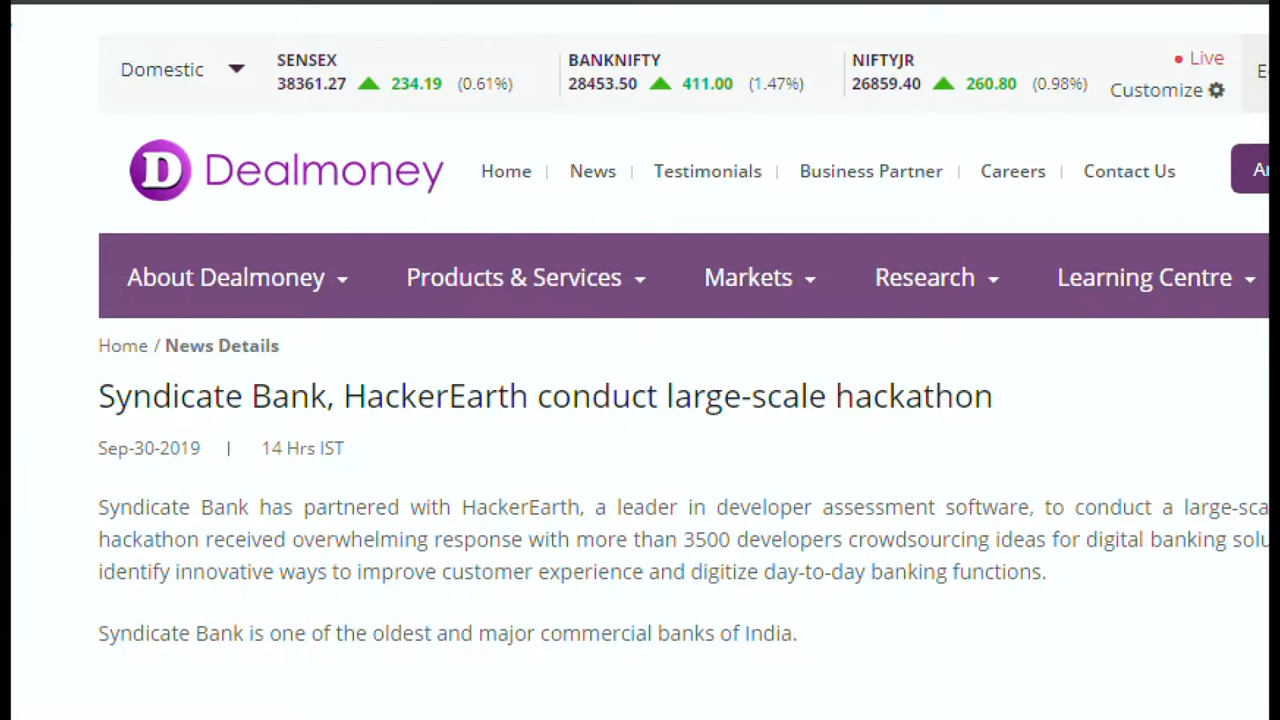 Domestic
SENSEX
38361.27 234.19 (0.61%)
BANKNIFTY
28453.50 411.00 (1.47%)
NIFTYJR
26859.40 260.80 (0.98%)
Live
Customize
D Dealmoney
Home | News | Testimonials | Business Partner | Careers | Contact Us
About Dealmoney Products & Services Markets Research Learning Centre
Home / News Details
Syndicate Bank, HackerEarth conduct large-scale hackathon
Sep-30-2019 | 14 Hrs IST
Syndicate Bank has partnered with HackerEarth, a leader in developer assessment software, to conduct a large-sca
hackathon received overwhelming response with more than 3500 developers crowdsourcing ideas for digital banking solu
identify innovative ways to improve customer experience and digitize day-to-day banking functions.
Syndicate Bank is one of the oldest and major commercial banks of India.